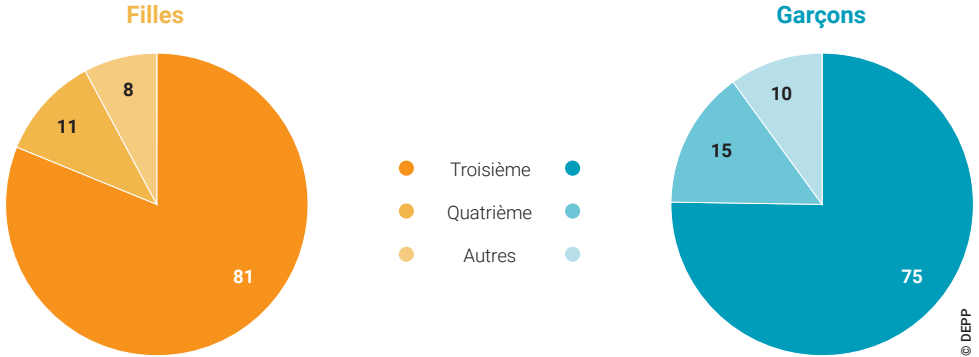 Filles
8
11
81
Troisième
Quatrième
Autres
Garçons
10
15
75
© DEPP